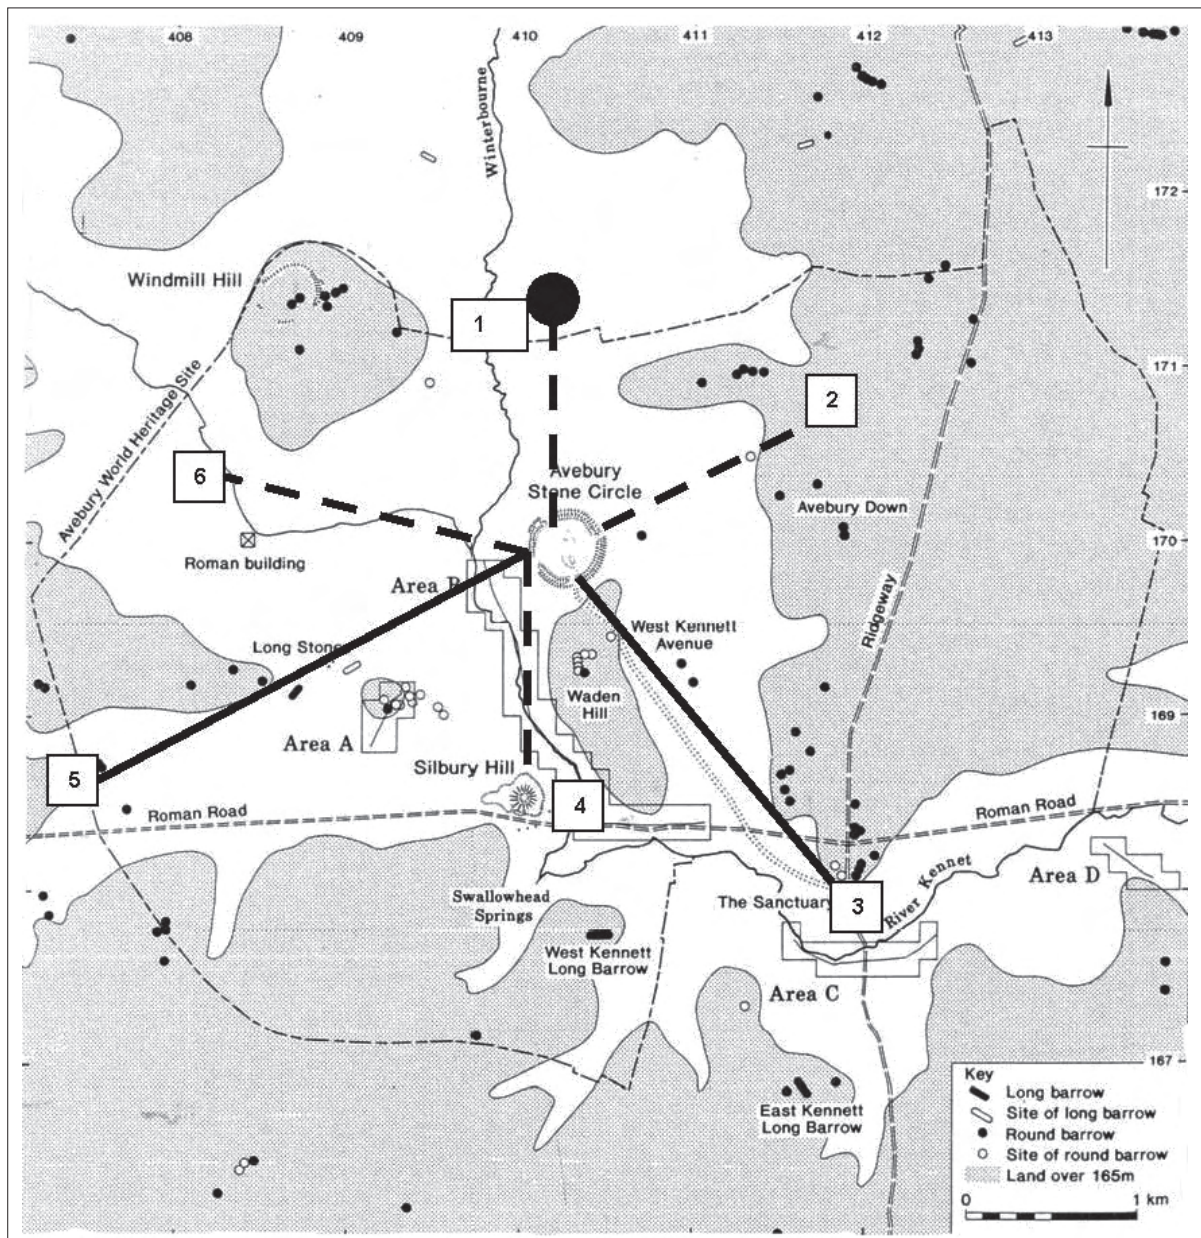 408
409
410
411
412
413
Winterbourne
172
Windmill Hill
1
171
2
Avebury World Heritage Site
6
Avebury
Stone Circle
Avebury Down
170
Roman building
Area
Ridgeway
West Kennett
Avenue
Long Stone
Waden
Hill
169
Area A
5
Silbury Hill
4
Roman Road
Roman Road
Area D
Swallowhead
Springs
The Sanctuary
3
River Kennet
West Kennett
Long Barrow
Area C
167
East Kennett
Long Barrow
Key
Long barrow
Site of long barrow
Round barrow
Site of round barrow
Land over 165m
0
1 km